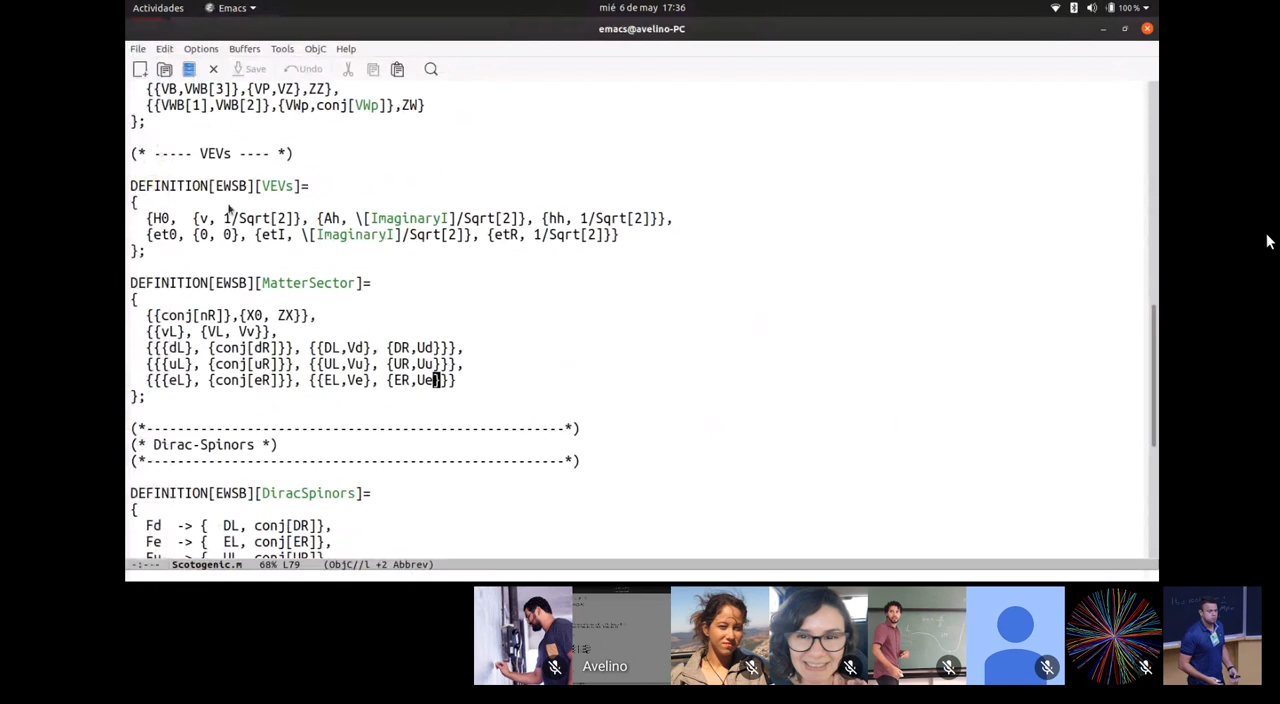 Actividades Emacs mié 6 de may 17:36 100 %
emacs@avelino-PC
File Edit Options Buffers Tools ObjC Help
Save Undo
{{VB,VWB[3]},{VP,VZ},ZZ},
{{VWB[1],VWB[2]},{VWp,conj[VWp]},ZW}
};
(* ----- VEVs ---- *)
DEFINITION[EWSB][VEVs]=
{
{H0, {v, 1/Sqrt[2]}, {Ah, \[ImaginaryI]/Sqrt[2]}, {hh, 1/Sqrt[2]}},
{et0, {0, 0}, {etI, \[ImaginaryI]/Sqrt[2]}, {etR, 1/Sqrt[2]}}
};
DEFINITION[EWSB][MatterSector]=
{
{{conj[nR]},{X0, ZX}},
{{vL}, {VL, Vv}},
{{{dL}, {conj[dR]}}, {{DL,Vd}, {DR,Ud}}},
{{{uL}, {conj[uR]}}, {{UL,Vu}, {UR,Uu}}},
{{{eL}, {conj[eR]}}, {{EL,Ve}, {ER,Ue}}}
};
(*------------------------------------------------------*)
(* Dirac-Spinors *)
(*------------------------------------------------------*)
DEFINITION[EWSB][DiracSpinors]=
{
Fd -> { DL, conj[DR]},
Fe -> { EL, conj[ER]},
Fu -> { UL, conj[UR]},
-:--- Scotogenic.m 68% L79 (ObjC//l +2 Abbrev)
Avelino